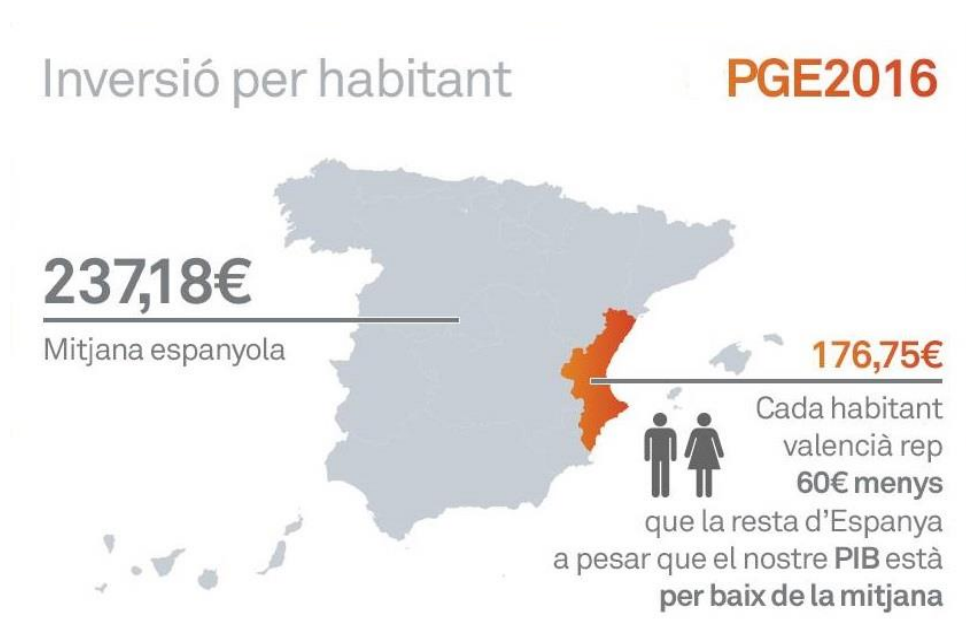 Inversió per habitant
PGE2016
237,18€
Mitjana espanyola
176,75€
Cada habitant
valencià rep
60€ menys
que la resta d'Espanya
a pesar que el nostre PIB està
per baix de la mitjana